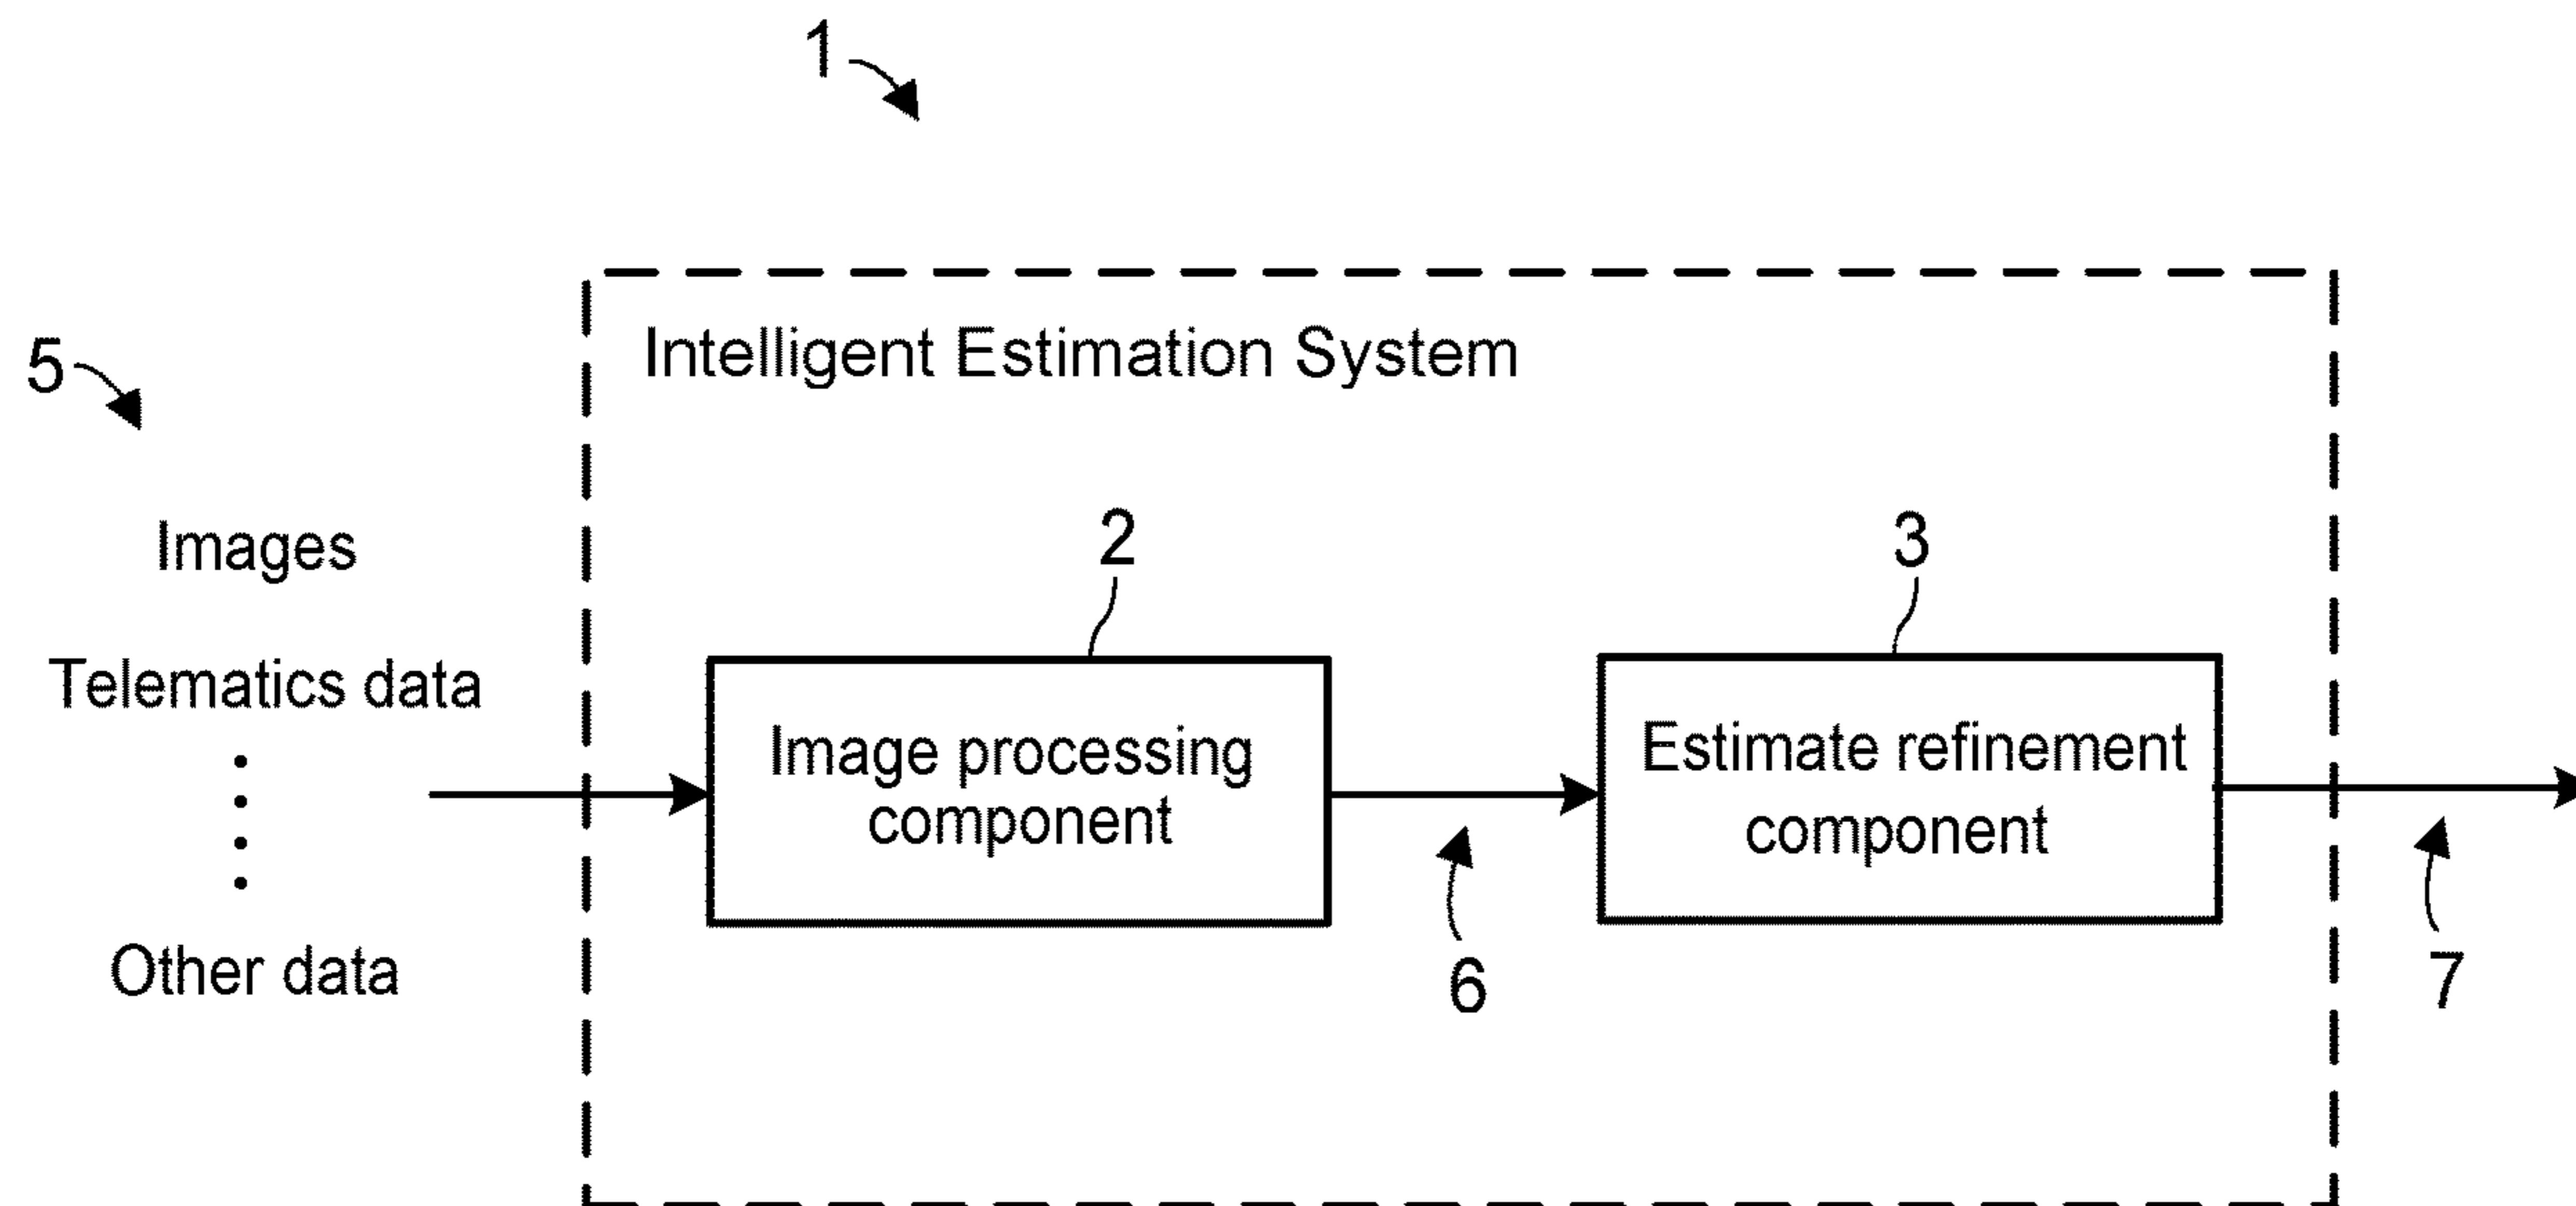 1
5
Intelligent Estimation System
Images
Telematics data
Other data
2
Image processing
component
3
Estimate refinement
component
6
7